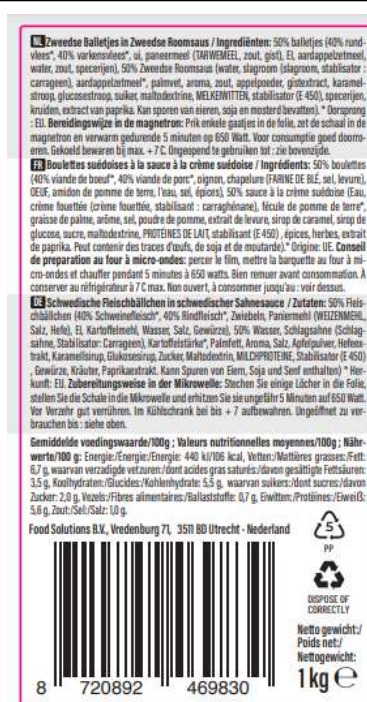 NL Zweedse Balletjes in Zweedse Roomsaus / Ingrediënten: 50% balletjes (40% rund-
vlees*, 40% varkensvlees*, ui, paneermeel (TARWEMEEL, zout, gist), EI, aardappelzetmeel,
water, zout, specerijen), 50% Zweedse Roomsaus (water, slagroom (slagroom, stabilisator :
carrageen), aardappelzetmeel*, palmvet, aroma, zout, appelpoeder, gistextract, karamel-
stroop, glucosestroop, suiker, maltodextrine, MELKEIWITTEN, stabilisator (E 450), specerijen,
kruiden, extract van paprika. Kan sporen van eieren, soja en mosterd bevatten). * Oorsprong
: EU. Bereidingswijze in de magnetron: Prik enkele gaatjes in de folie, zet de schaal in de
magnetron en verwarm gedurende 5 minuten op 650 Watt. Voor consumptie goed doorro-
eren. Gekoeld bewaren bij max. + 7 C. Ongeopend te gebruiken tot : zie bovenzijde.
FR Boulettes suédoises à la sauce à la crème suédoise / Ingrédients: 50% boulettes
(40% viande de boeuf*, 40% viande de porc*, oignon, chapelure (FARINE DE BLÉ, sel, levure),
OEUF, amidon de pomme de terre, l'eau, sel, épices), 50% sauce à la crème suédoise (Eau,
crème fouettée (crème fouettée, stabilisant : carraghénane), fécule de pomme de terre*,
graisse de palme, arôme, sel, poudre de pomme, extrait de levure, sirop de caramel, sirop de
glucose, sucre, maltodextrine, PROTÉINES DE LAIT, stabilisant (E 450) , épices, herbes, extrait
de paprika. Peut contenir des traces d'œufs, de soja et de moutarde).* Origine: UE. Conseil
de preparation au four à micro-ondes: percer le film, mettre la barquette au four à mi-
cro-ondes et chauffer pendant 5 minutes à 650 watts. Bien remuer avant consommation. À
conserver au réfrigérateur à 7 C max. Non ouvert, à consommer jusqu'au : voir dessus.
DE Schwedische Fleischbällchen in schwedischer Sahnesauce / Zutaten: 50% Fleis-
chbällchen (40% Schweinefleisch*, 40% Rindfleisch*, Zwiebeln, Paniermehl (WEIZENMEHL,
Salz, Hefe), EI, Kartoffelmehl, Wasser, Salz, Gewürze), 50% Wasser, Schlagsahne (Schlag-
sahne, Stabilisator: Carrageen), Kartoffelstärke*, Palmfett, Aroma, Salz, Apfelpulver, Hefeex-
trakt, Karamellsirup, Glukosesirup, Zucker, Maltodextrin, MILCHPROTEINE, Stabilisator (E 450)
, Gewürze, Kräuter, Paprikaextrakt. Kann Spuren von Eiern, Soja und Senf enthalten) * Her-
kunft: EU. Zubereitungsweise in der Mikrowelle: Stechen Sie einige Löcher in die Folie,
stellen Sie die Schale in die Mikrowelle und erhitzen Sie sie ungefähr 5 Minuten auf 650 Watt.
Vor Verzehr gut verrühren. Im Kühlschrank bei bis + 7 aufbewahren. Ungeöffnet zu ver-
brauchen bis : siehe oben.
Gemiddelde voedingswaarde/100g ; Valeurs nutritionnelles moyennes/100g ; Nähr-
werte/100 g: Energie:/Énergie:/Energie: 440 kJ/106 kcal, Vetten:/Mattières grasses:/Fett:
6,7 g, waarvan verzadigde vetzuren:/dont acides gras saturés:/davon gesättigte Fettsäuren:
3,5 g, Koolhydraten:/Glucides:/Kohlenhydrate: 5,5 g, waarvan suikers:/dont sucres:/davon
Zucker: 2,0 g, Vezels:/Fibres alimentaires:/Ballaststoffe: 0,7 g, Eiwitten:/Protéines:/Eiweiß:
5,6 g, Zout:/Sel:/Salz: 1,0 g.
Food Solutions B.V., Vredenburg 71, 3511 BD Utrecht - Nederland
5
PP
DISPOSE OF
CORRECTLY
Netto gewicht:/
Poids net:/
Nettogewicht:
1 kg ℮
8 720892 469830